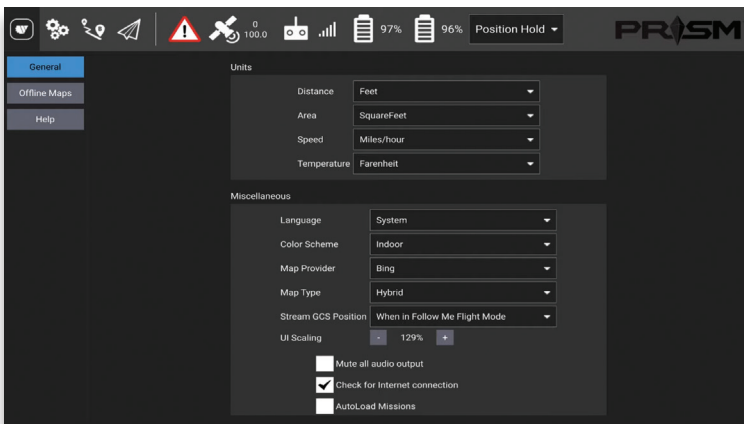 0
100.0
97%
96%
Position Hold
PRISM
General
Offline Maps
Help
Units
Distance Feet
Area SquareFeet
Speed Miles/hour
Temperature Farenheit
Miscellaneous
Language System
Color Scheme Indoor
Map Provider Bing
Map Type Hybrid
Stream GCS Position When in Follow Me Flight Mode
UI Scaling - 129% +
Mute all audio output
Check for Internet connection
AutoLoad Missions